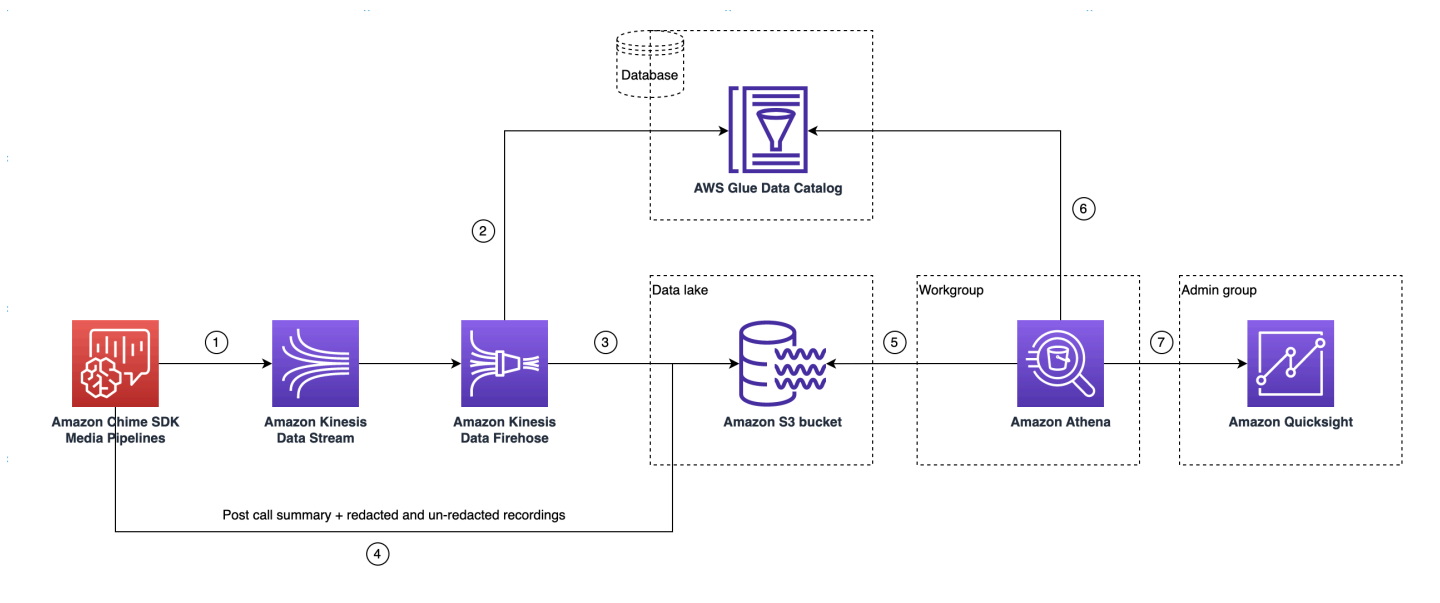 Database
AWS Glue Data Catalog
2
6
Data lake
Workgroup
Admin group
1
3
5
7
Amazon Chime SDK
Media Pipelines
Amazon Kinesis
Data Stream
Amazon Kinesis
Data Firehose
Amazon S3 bucket
Amazon Athena
Amazon Quicksight
Post call summary + redacted and un-redacted recordings
4